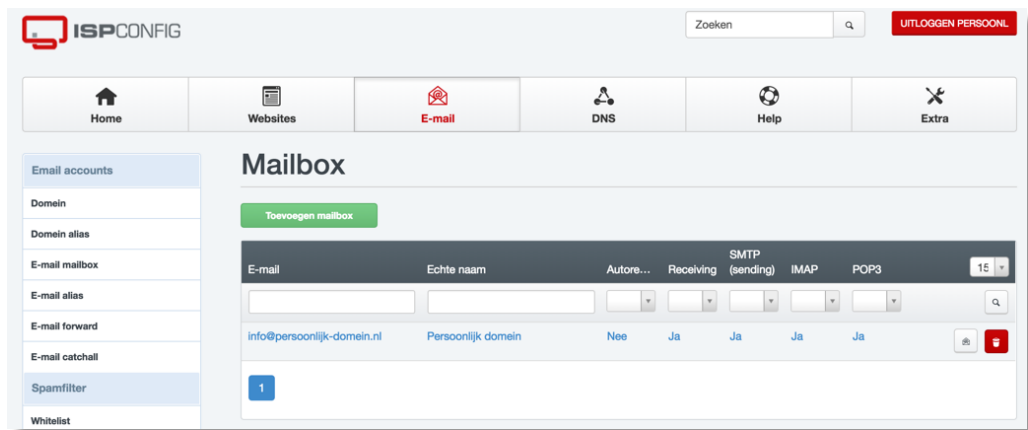 ISPCONFIG
Zoeken
UITLOGGEN PERSOONL
Home
Websites
E-mail
DNS
Help
Extra
Email accounts
Domein
Domein alias
E-mail mailbox
E-mail alias
E-mail forward
E-mail catchall
Spamfilter
Whitelist
Mailbox
Toevoegen mailbox
E-mail Echte naam Autore... Receiving SMTP (sending) IMAP POP3 15
info@persoonlijk-domein.nl Persoonlijk domein Nee Ja Ja Ja Ja
1